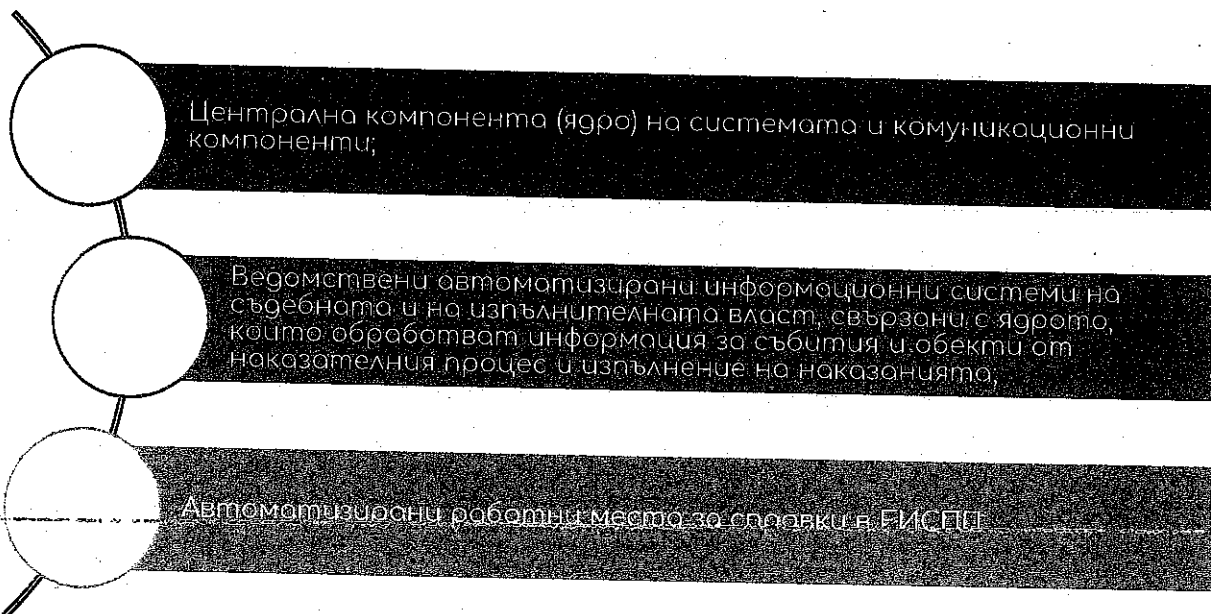 Централна компонента (ядро) на системата и комуникационни
компоненти;
Ведомствени автоматизирани информационни системи на
съдебната и на изпълнителната власт, свързани с ядрото,
които обработват информация за събития и обекти от
наказателния процес и изпълнение на наказанията;
Автоматизирани работни места за справки в ЕИСПП